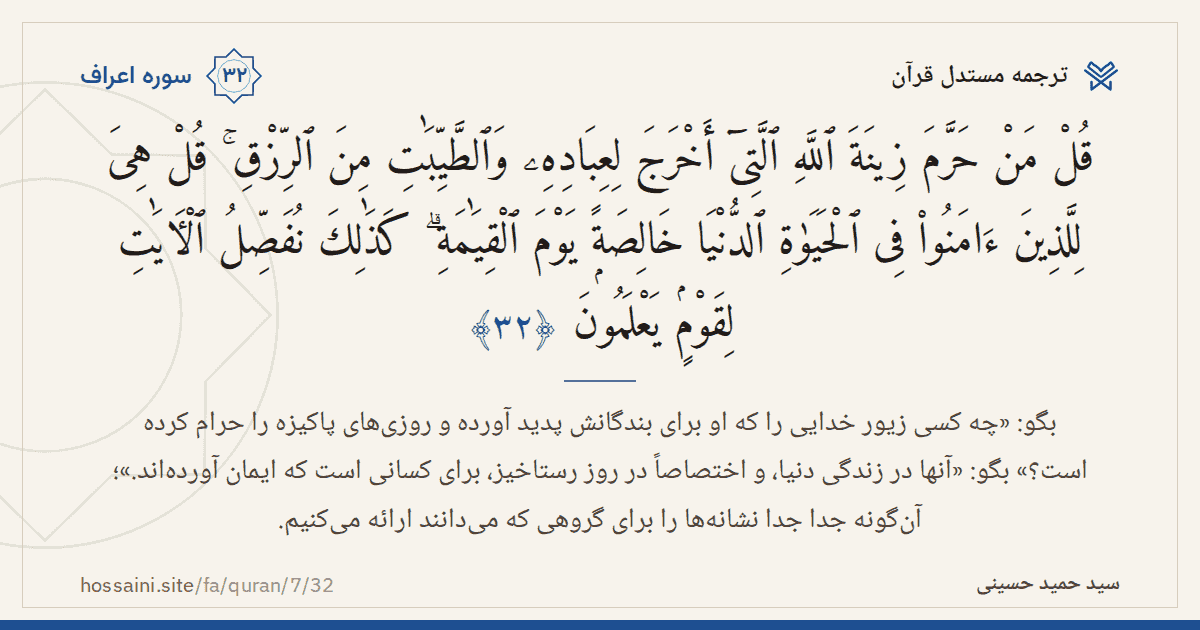 ترجمه مستدل قرآن
سوره اعراف ۳۲
قُلْ مَنْ حَرَّمَ زِينَةَ ٱللَّهِ ٱلَّتِىٓ أَخْرَجَ لِعِبَادِهِۦ وَٱلطَّيِّبَٰتِ مِنَ ٱلرِّزْقِ ۚ قُلْ هِىَ
لِلَّذِينَ ءَامَنُوا۟ فِى ٱلْحَيَوٰةِ ٱلدُّنْيَا خَالِصَةًۭ يَوْمَ ٱلْقِيَٰمَةِ ۗ كَذَٰلِكَ نُفَصِّلُ ٱلْءَايَٰتِ
لِقَوْمٍۢ يَعْلَمُونَ ﴿٣٢﴾
بگو: «چه کسی زیور خدایی را که او برای بندگانش پدید آورده و روزی‌های پاکیزه را حرام کرده
است؟» بگو: «آنها در زندگی دنیا، و اختصاصاً در روز رستاخیز، برای کسانی است که ایمان آورده‌اند.»؛
آن‌گونه جدا جدا نشانه‌ها را برای گروهی که می‌دانند ارائه می‌کنیم.
سید حمید حسینی
hossaini.site/fa/quran/7/32